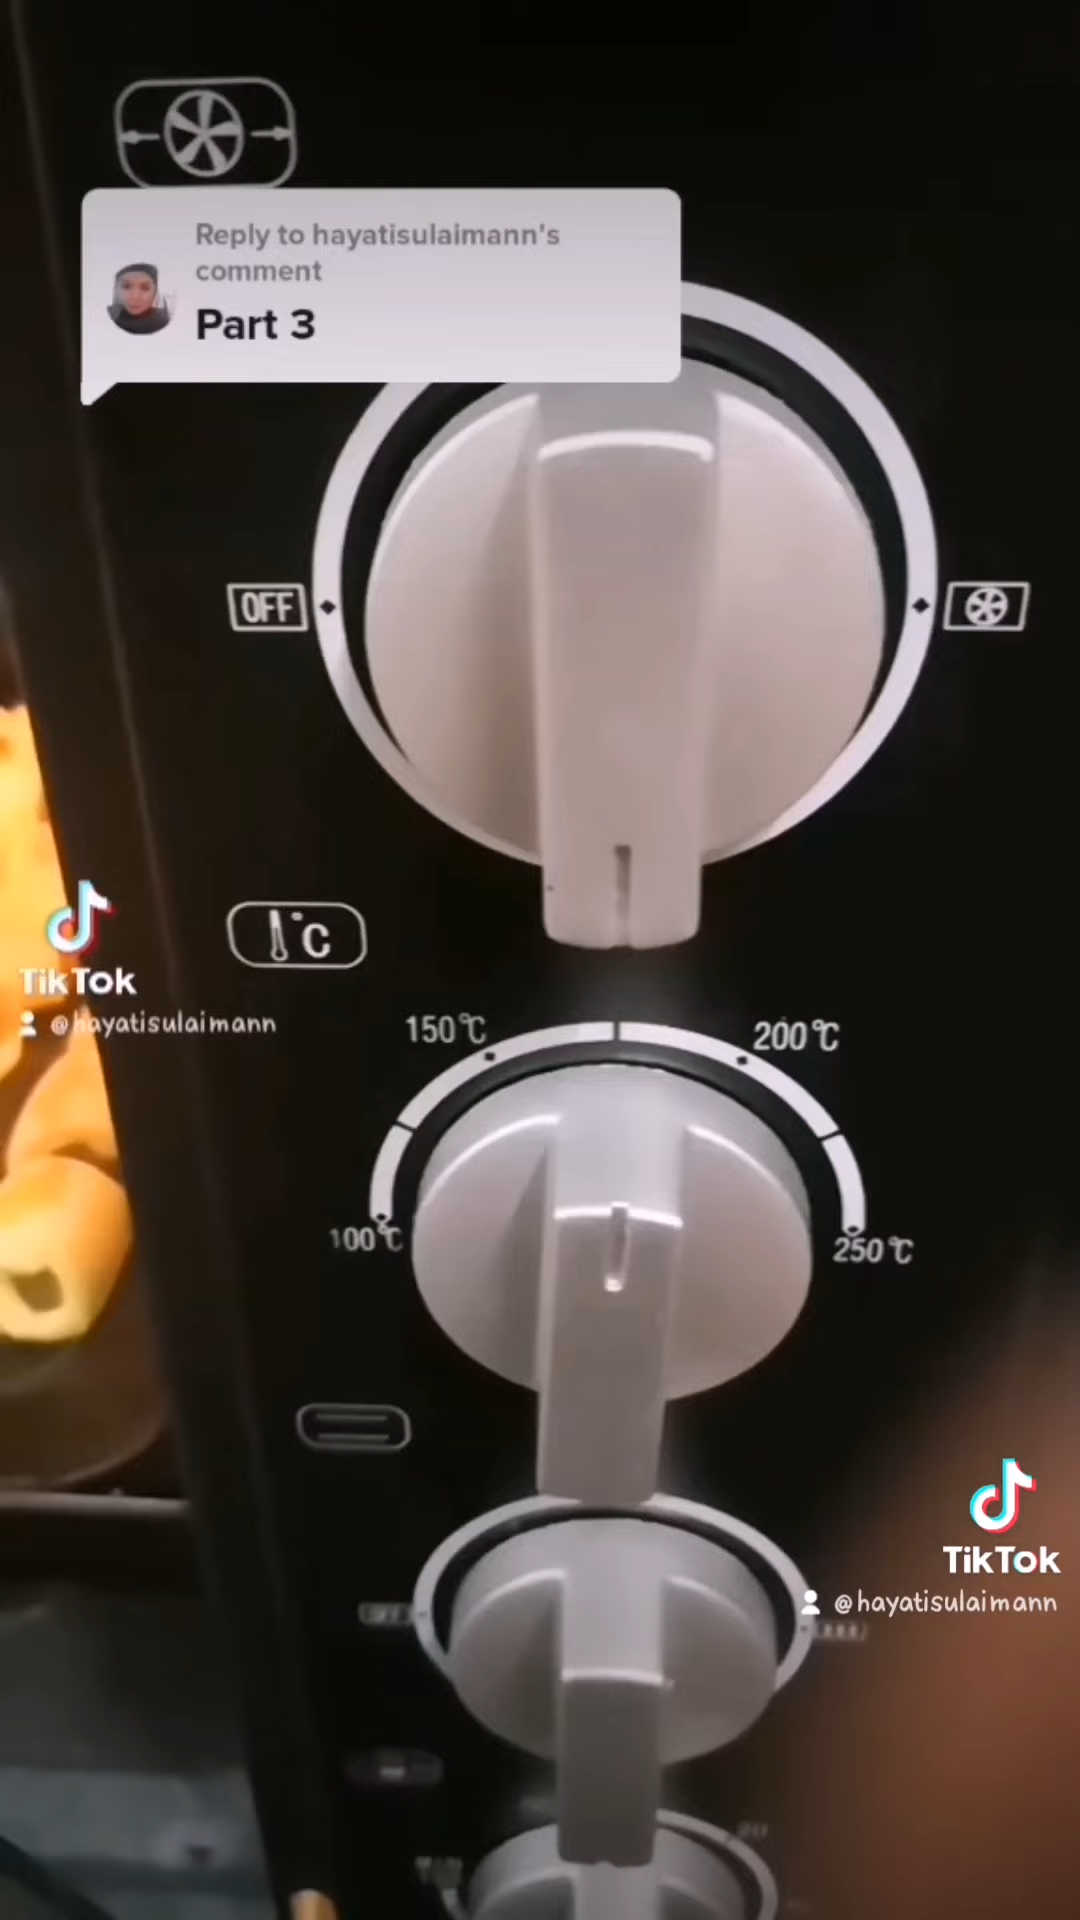 Reply to hayatisulaimann's
comment
Part 3
OFF
°C
TikTok
@hayatisulaimann
150°C
200°C
100°C
250°C
TikTok
@hayatisulaimann